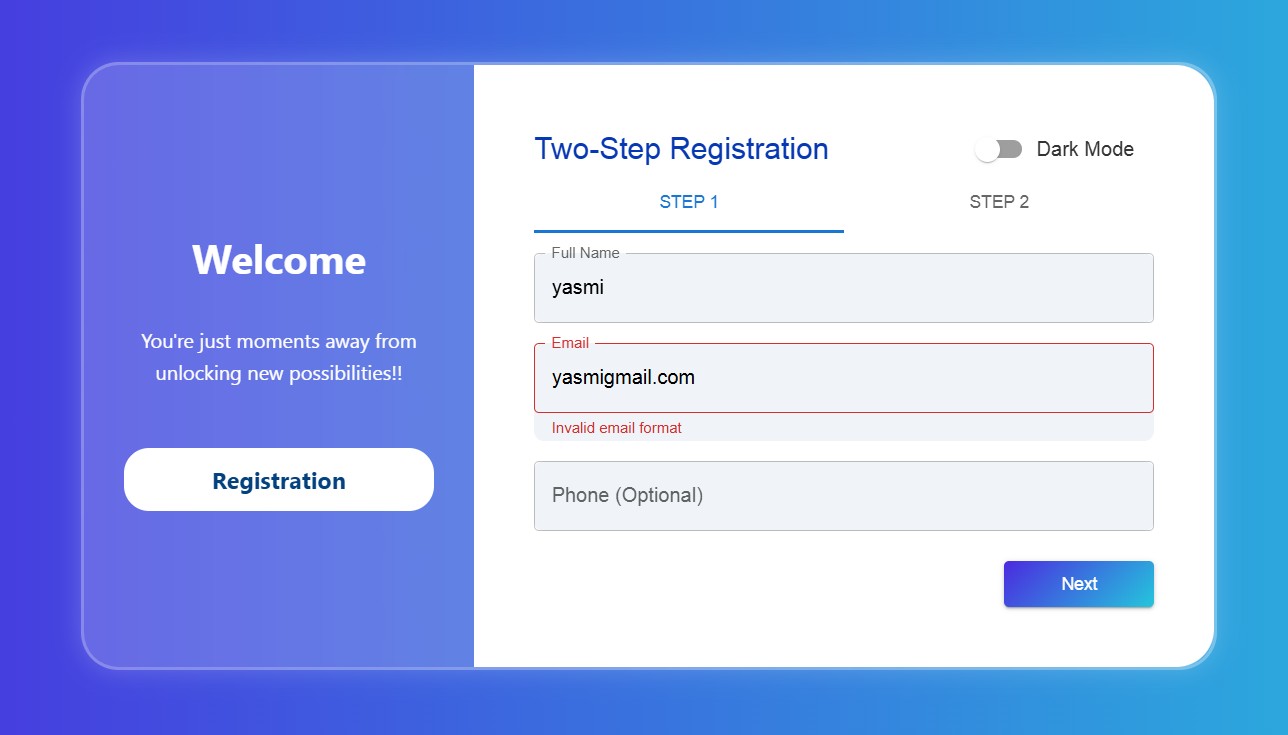 Welcome
You're just moments away from
unlocking new possibilities!!
Registration
Two-Step Registration
Dark Mode
STEP 1
STEP 2
Full Name
yasmi
Email
yasmigmail.com
Invalid email format
Phone (Optional)
Next